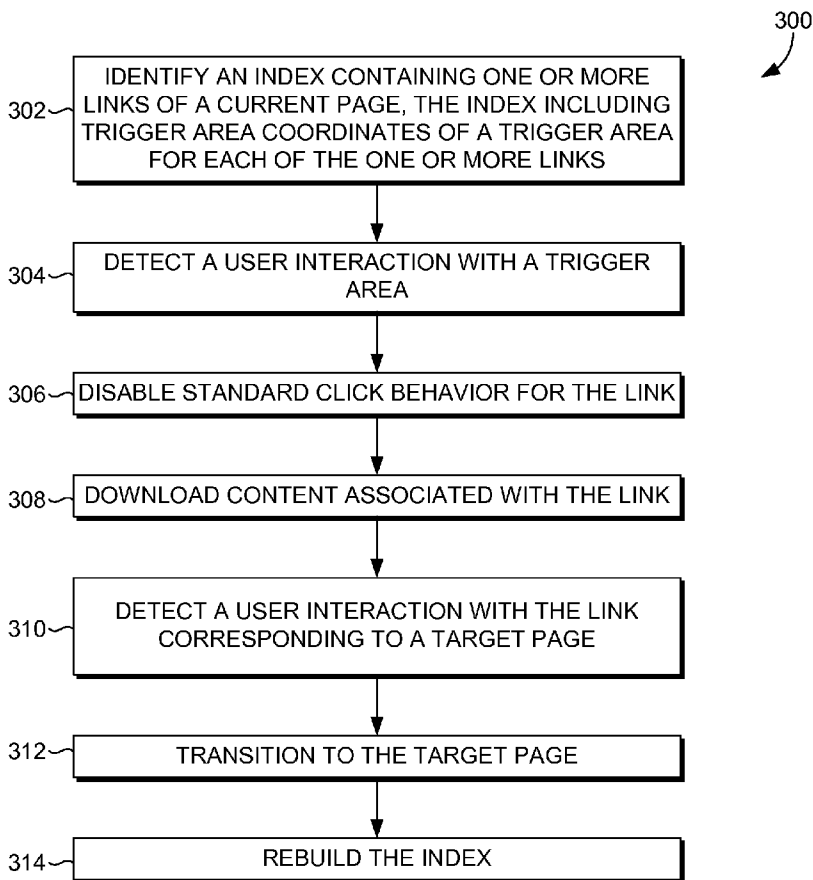 300
302
IDENTIFY AN INDEX CONTAINING ONE OR MORE
LINKS OF A CURRENT PAGE, THE INDEX INCLUDING
TRIGGER AREA COORDINATES OF A TRIGGER AREA
FOR EACH OF THE ONE OR MORE LINKS
304
DETECT A USER INTERACTION WITH A TRIGGER
AREA
306
DISABLE STANDARD CLICK BEHAVIOR FOR THE LINK
308
DOWNLOAD CONTENT ASSOCIATED WITH THE LINK
310
DETECT A USER INTERACTION WITH THE LINK
CORRESPONDING TO A TARGET PAGE
312
TRANSITION TO THE TARGET PAGE
314
REBUILD THE INDEX